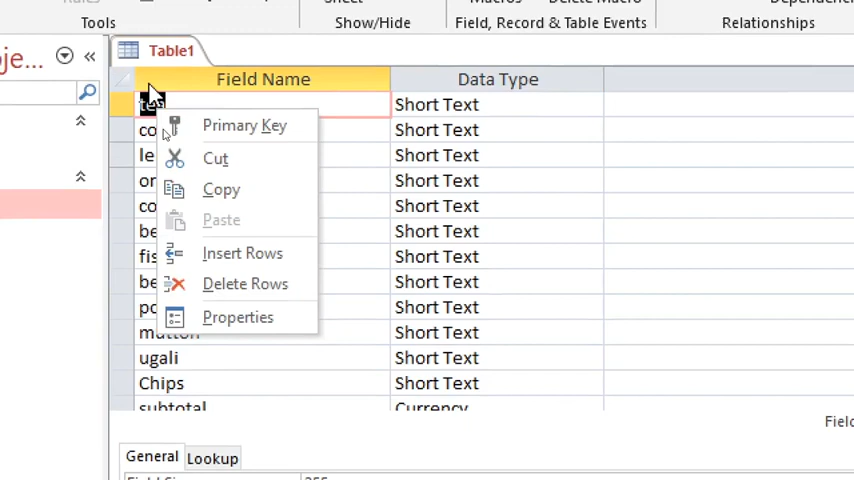 Sheet
Tools
Show/Hide
Field, Record & Table Events
Relationships
Table1
Field Name
Data Type
Short Text
Short Text
Short Text
Short Text
Short Text
Short Text
Short Text
Short Text
Short Text
mutton Short Text
ugali Short Text
Chips Short Text
subtotal Currency
Primary Key
Cut
Copy
Paste
Insert Rows
Delete Rows
Properties
General
Lookup